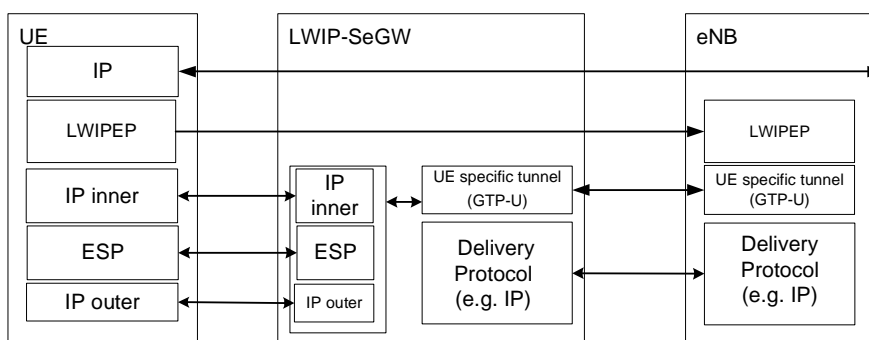 UE
IP
LWIPEP
IP inner
ESP
IP outer
LWIP-SeGW
IP
inner
ESP
IP outer
UE specific tunnel
(GTP-U)
Delivery
Protocol
(e.g. IP)
eNB
LWIPEP
UE specific tunnel
(GTP-U)
Delivery
Protocol
(e.g. IP)